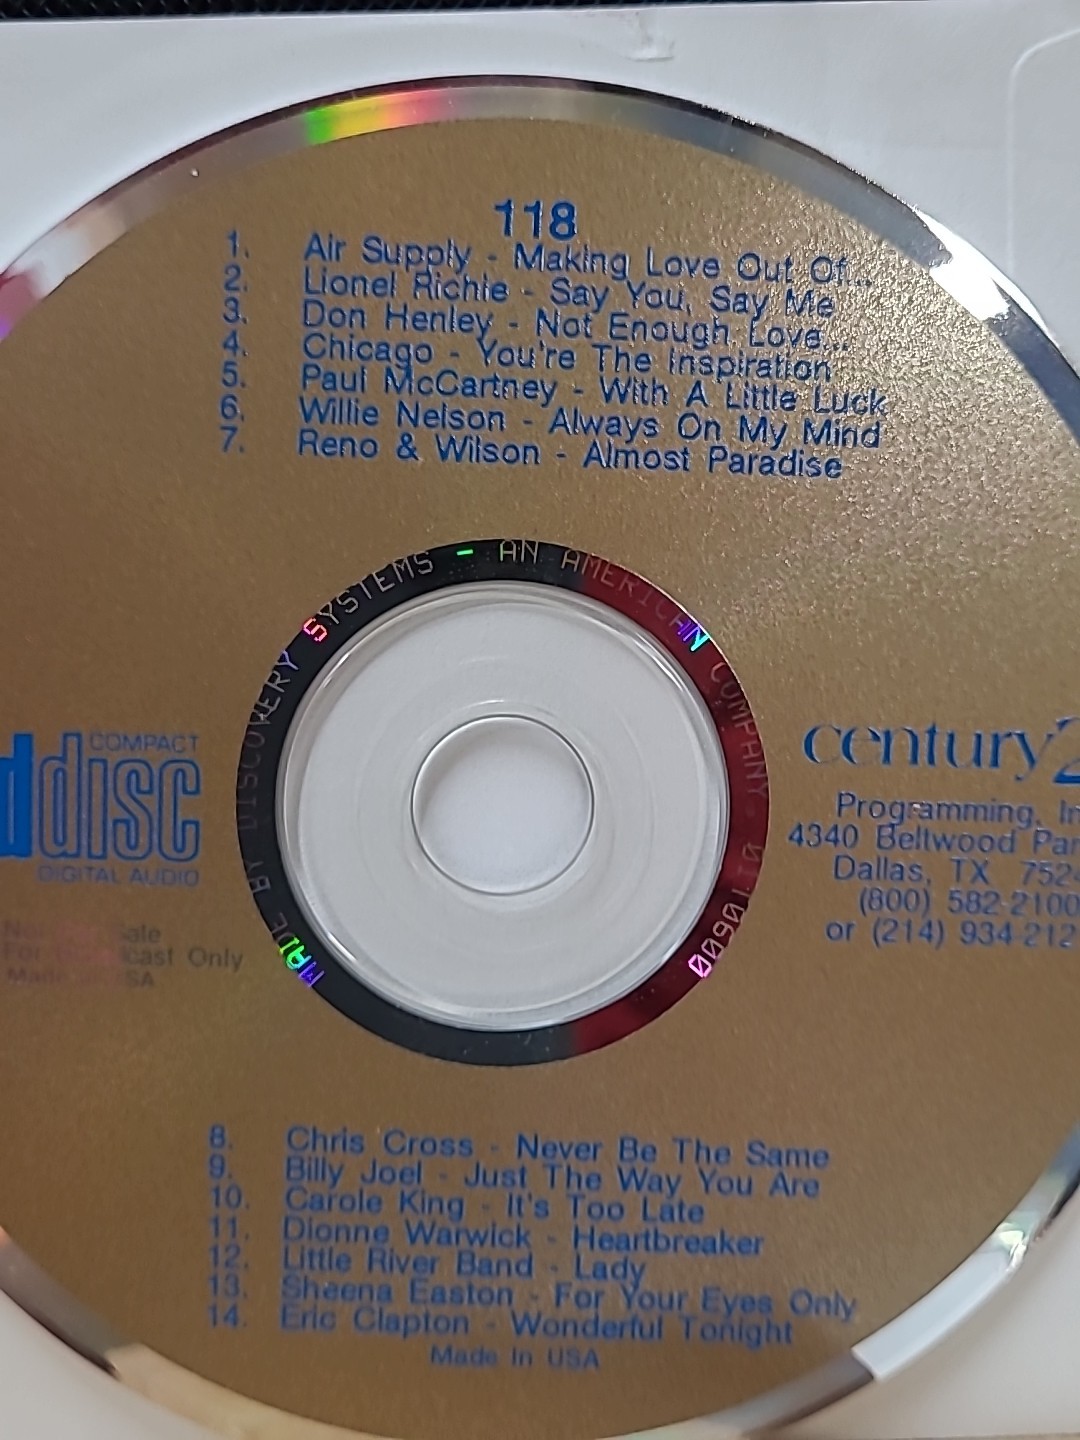 118
1. Air Supply - Making Love Out Of...
2. Lionel Richie - Say You, Say Me
3. Don Henley - Not Enough Love...
4. Chicago - You're The Inspiration
5. Paul McCartney - With A Little Luck
6. Willie Nelson - Always On My Mind
7. Reno & Wilson - Almost Paradise
MADE BY DISCOVERY SYSTEMS - AN AMERICAN COMPANY
COMPACT
disc
DIGITAL AUDIO
Sale
For Only
Made In USA
century
Programming,
4340 Bellwood
Dallas, TX
(800) 582-2100
or (214)
8. Chris Cross - Never Be The Same
9. Billy Joel - Just The Way You Are
10. Carole King - It's Too Late
11. Dionne Warwick - Heartbreaker
12. Little River Band - Lady
13. Sheena Easton - For Your Eyes Only
14. Eric Clapton - Wonderful Tonight
Made In USA